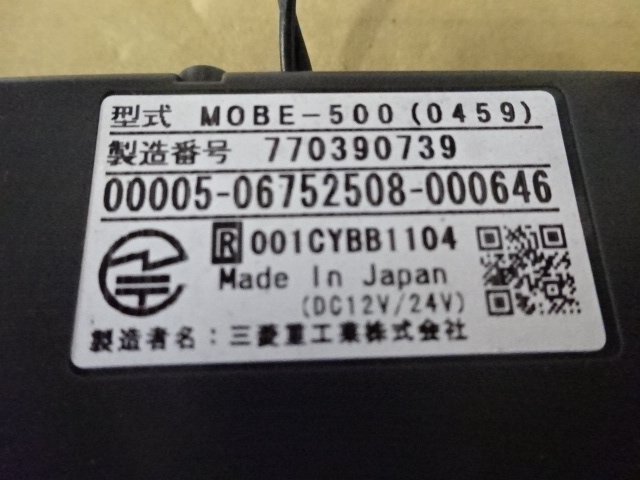 型式 MOBE-500(0459)
製造番号 770390739
00005-06752508-000646
R 001CYBB1104
Made In Japan
(DC12V/24V)
製造者名：三菱重工業株式会社